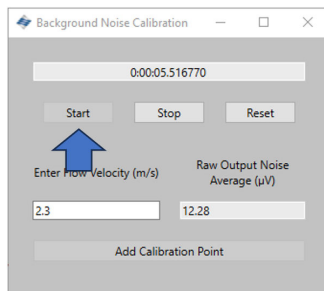 Background Noise Calibration
0:00:05.516770
Start Stop Reset
Enter Flow Velocity (m/s)
Raw Output Noise
Average (µV)
2.3 12.28
Add Calibration Point